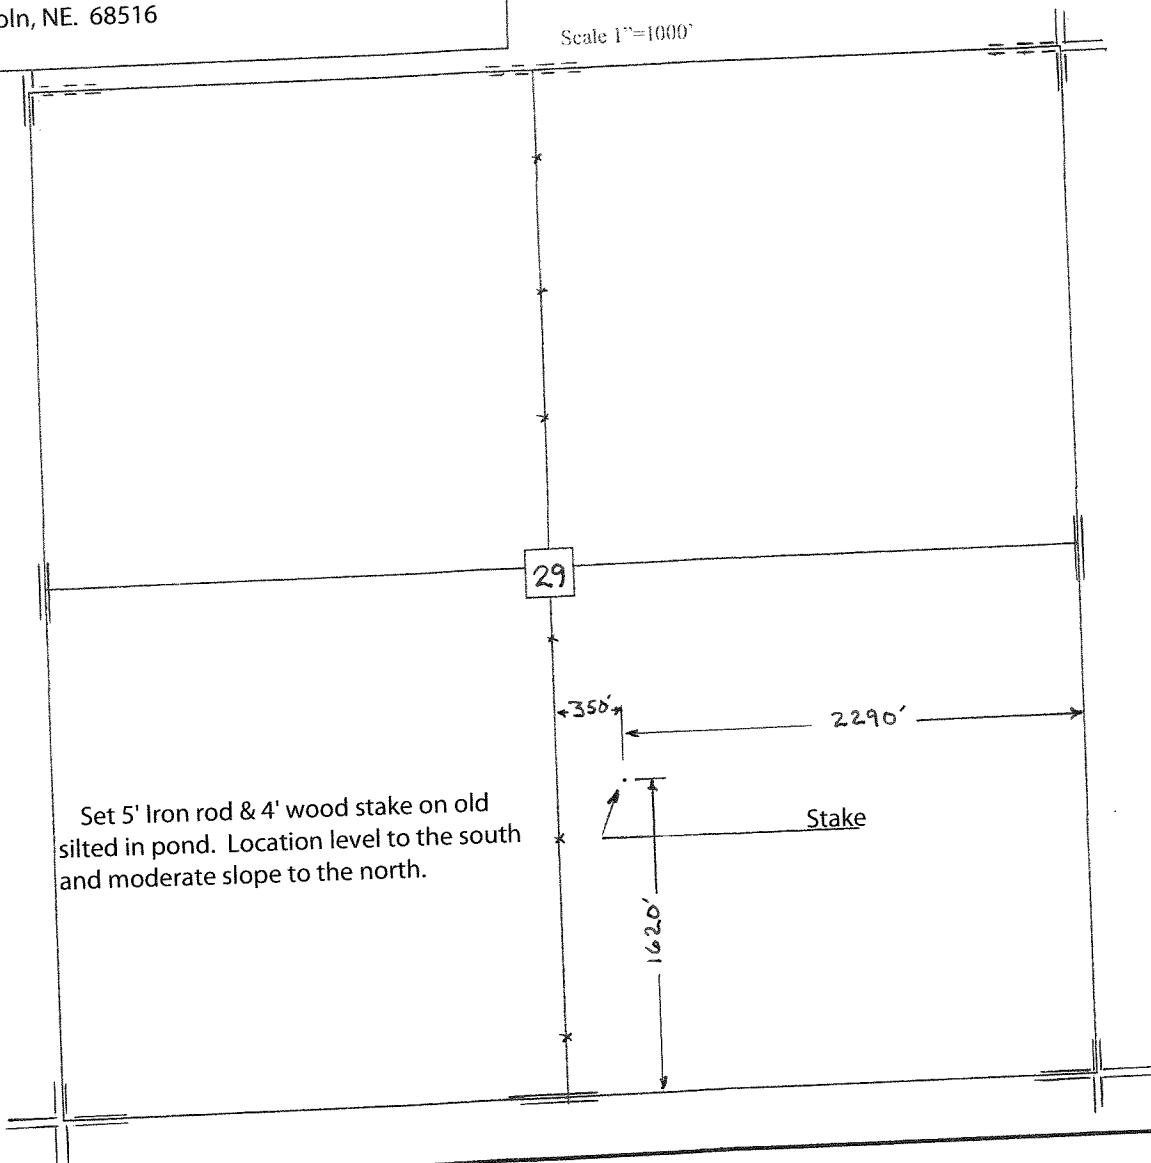 oln, NE. 68516
Scale 1"=1000'
29
350'
2290'
Set 5' Iron rod & 4' wood stake on old
silted in pond. Location level to the south
and moderate slope to the north.
Stake
1620'